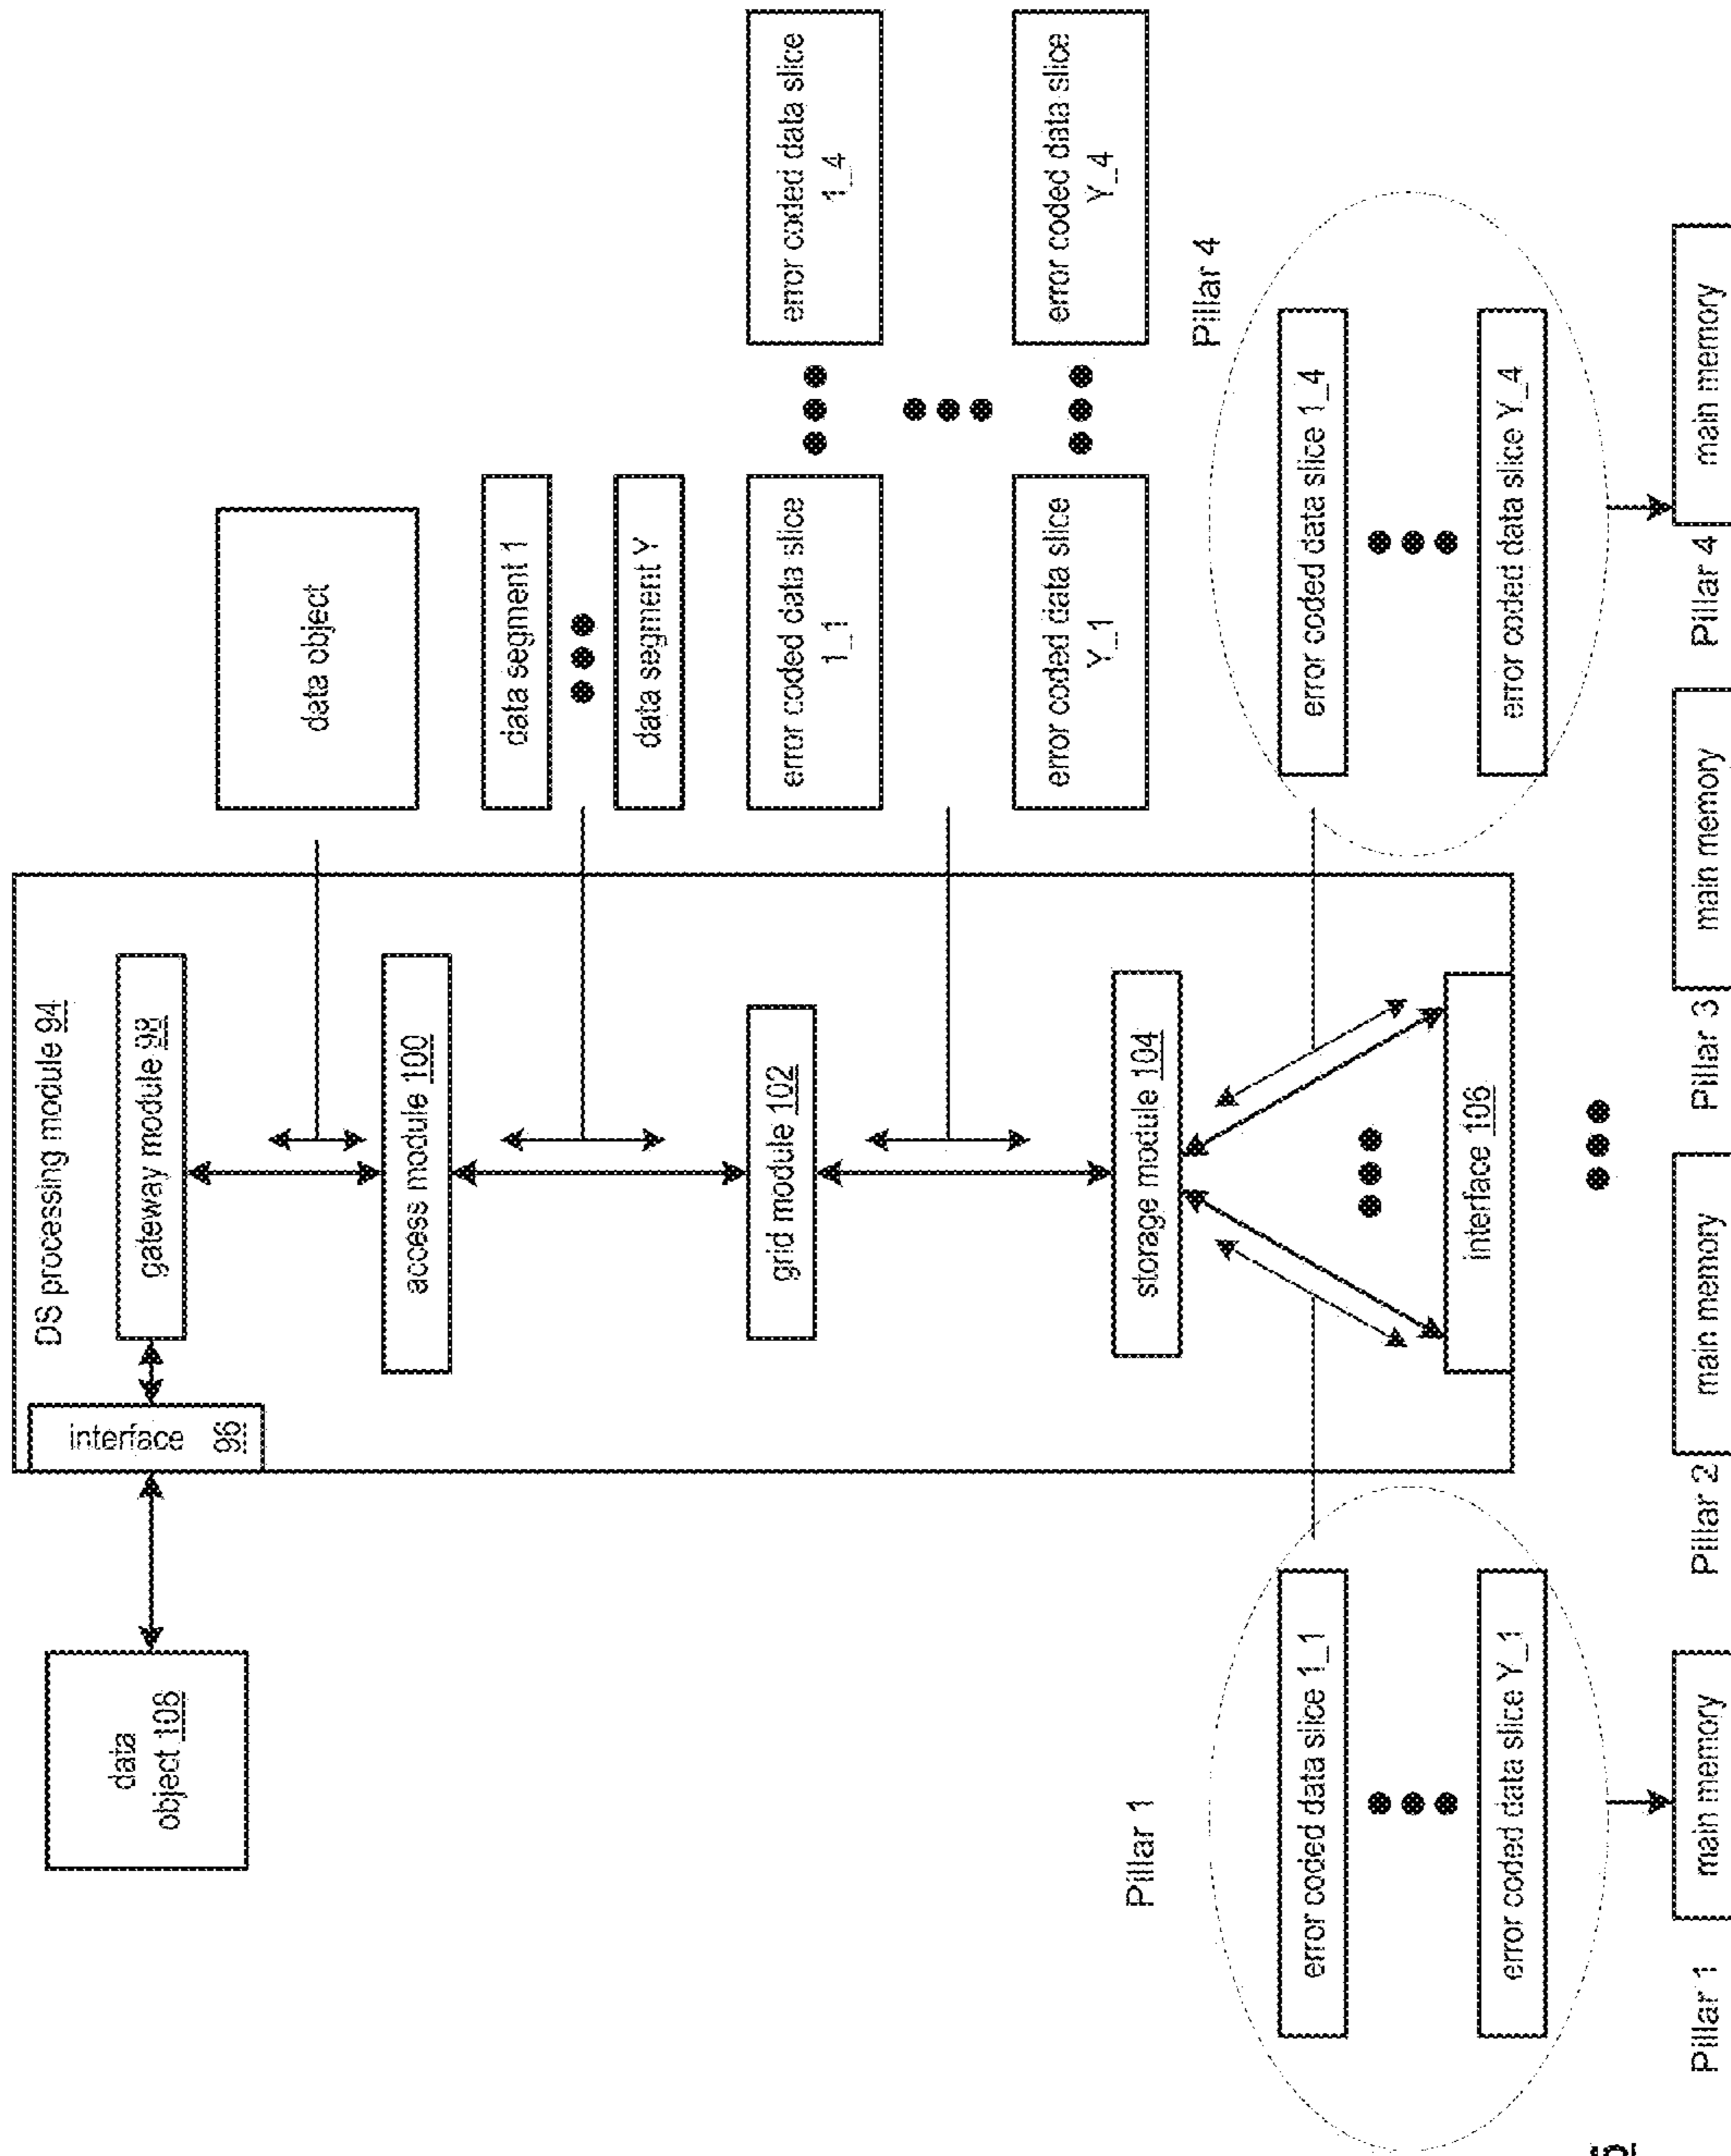 data
object 108
interface 96
DS processing module 94
gateway module 98
access module 100
grid module 102
storage module 104
interface 106
data object
data segment 1
data segment Y
error coded data slice
1_1
error coded data slice
1_4
error coded data slice
Y_1
error coded data slice
Y_4
Pillar 1
error coded data slice 1_1
error coded data slice Y_1
Pillar 4
error coded data slice 1_4
error coded data slice Y_4
Pillar 1
main memory
Pillar 2
main memory
Pillar 3
main memory
Pillar 4
main memory